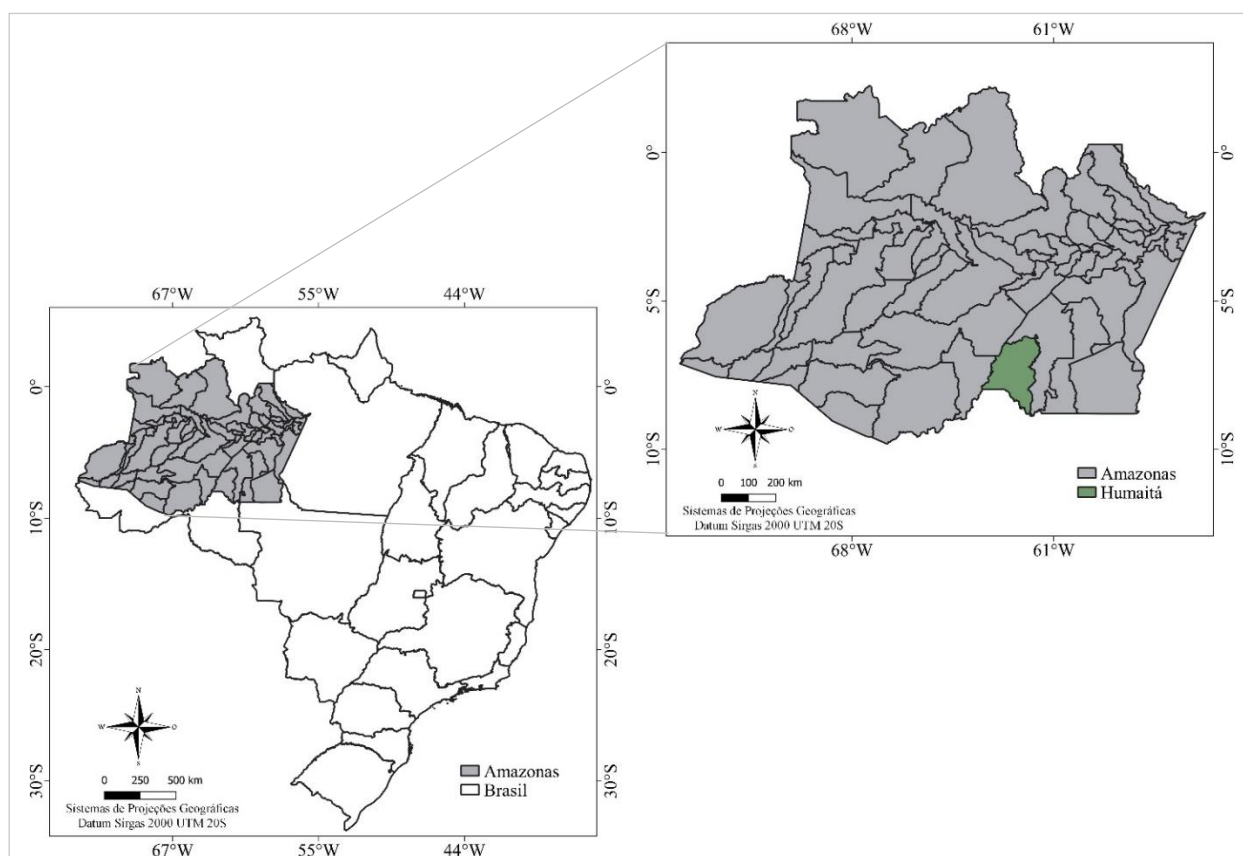 68°W 61°W
0° 0°
5°S 5°S
10°S 10°S
N
W O
S
0 100 200 km
Sistemas de Projeções Geográficas
Datum Sirgas 2000 UTM 20S
Amazonas
Humaitá
68°W 61°W
67°W 55°W 44°W
0° 0°
10°S 10°S
20°S 20°S
30°S 30°S
N
W O
S
0 250 500 km
Sistemas de Projeções Geográficas
Datum Sirgas 2000 UTM 20S
Amazonas
Brasil
67°W 55°W 44°W